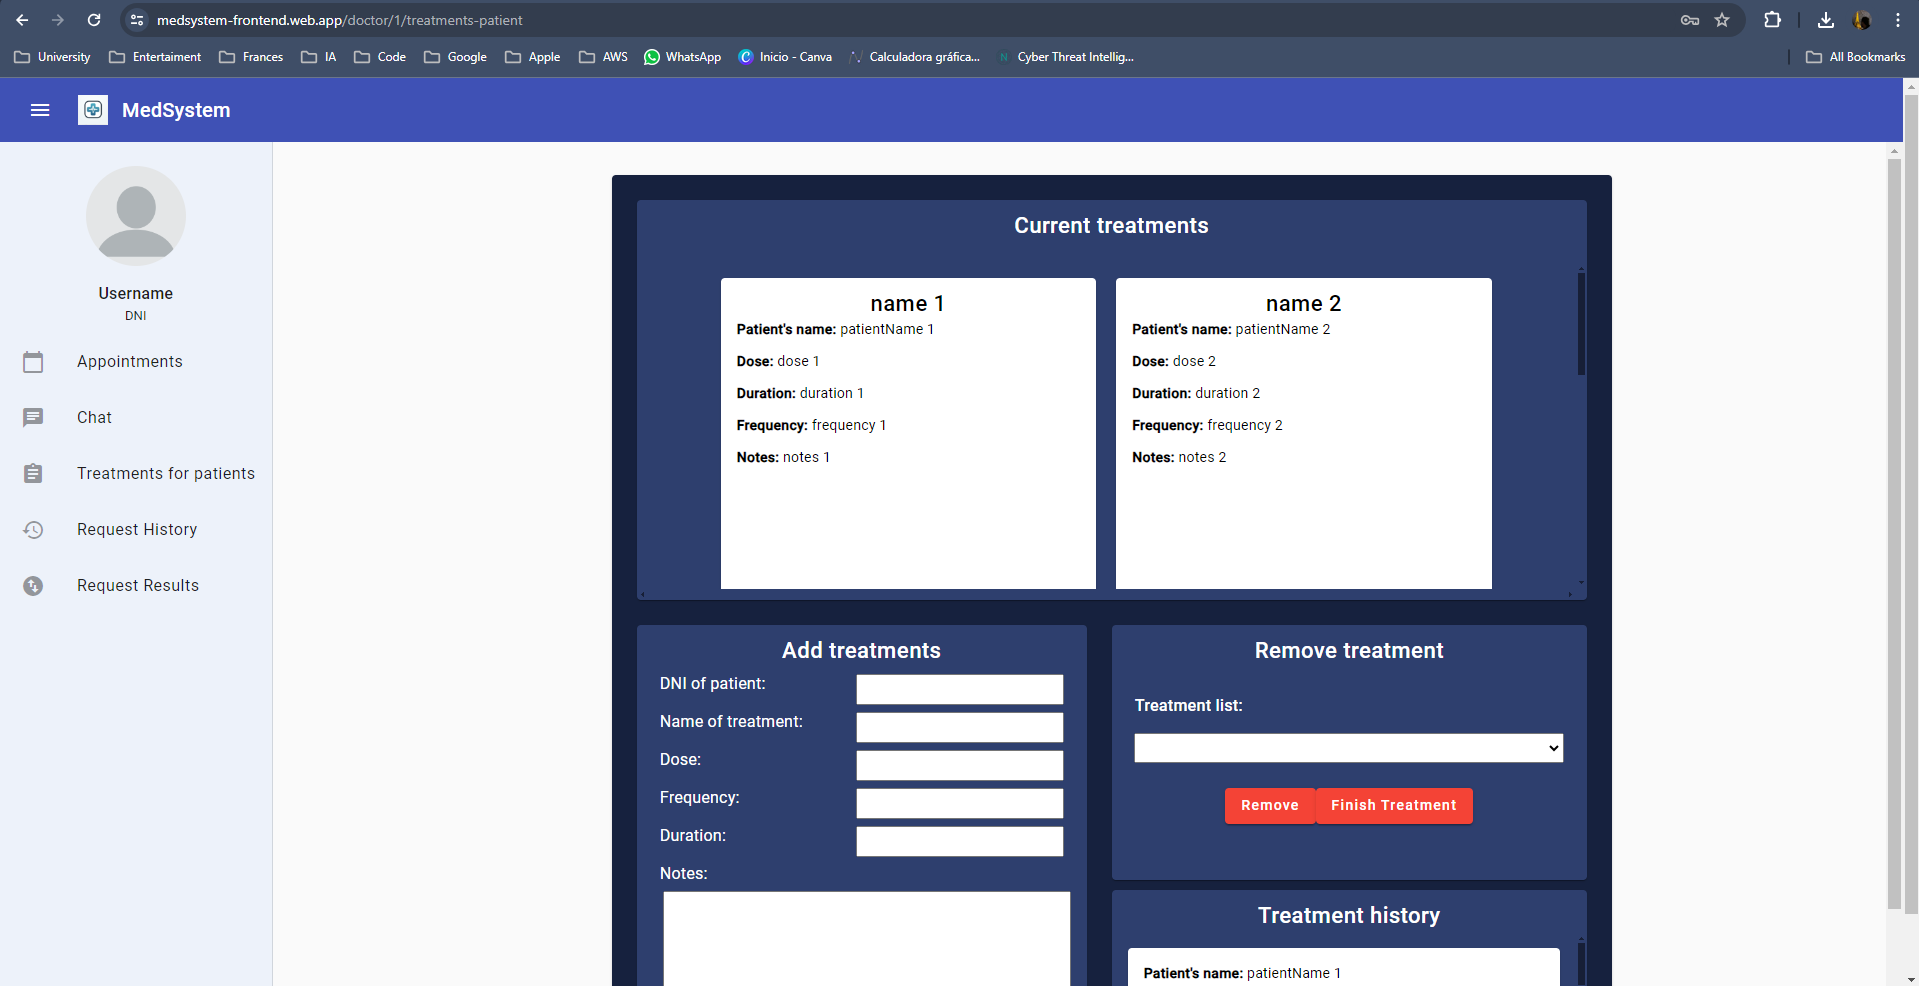 medsystem-frontend.web.app/doctor/1/treatments-patient
University Entertaiment Frances IA Code Google Apple AWS WhatsApp Inicio - Canva Calculadora gráfica... Cyber Threat Intellig... All Bookmarks
MedSystem
Username
DNI
Appointments
Chat
Treatments for patients
Request History
Request Results
Current treatments
name 1
Patient's name: patientName 1
Dose: dose 1
Duration: duration 1
Frequency: frequency 1
Notes: notes 1
name 2
Patient's name: patientName 2
Dose: dose 2
Duration: duration 2
Frequency: frequency 2
Notes: notes 2
Add treatments
DNI of patient:
Name of treatment:
Dose:
Frequency:
Duration:
Notes:
Remove treatment
Treatment list:
Remove Finish Treatment
Treatment history
Patient's name: patientName 1